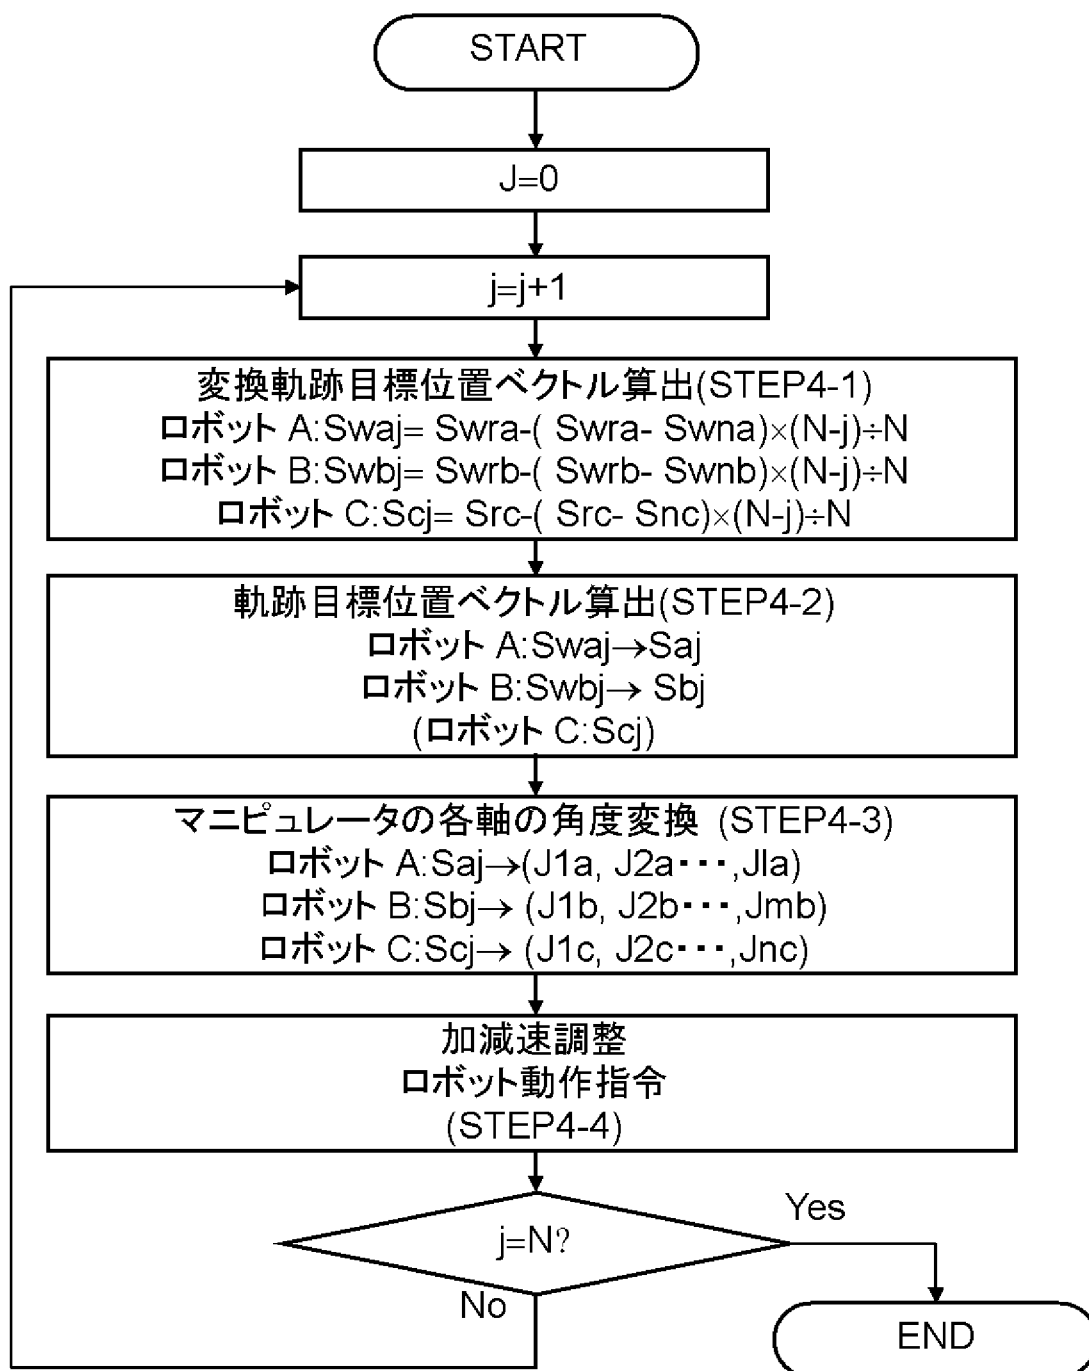 START
J=0
j=j+1
変換軌跡目標位置ベクトル算出(STEP4-1)
ロボット A:Swaj= Swra-( Swra- Swna)×(N-j)÷N
ロボット B:Swbj= Swrb-( Swrb- Swnb)×(N-j)÷N
ロボット C:Scj= Src-( Src- Snc)×(N-j)÷N
軌跡目標位置ベクトル算出(STEP4-2)
ロボット A:Swaj→Saj
ロボット B:Swbj→ Sbj
(ロボット C:Scj)
マニピュレータの各軸の角度変換 (STEP4-3)
ロボット A:Saj→(J1a, J2a･･･,Jla)
ロボット B:Sbj→ (J1b, J2b･･･,Jmb)
ロボット C:Scj→ (J1c, J2c･･･,Jnc)
加減速調整
ロボット動作指令
(STEP4-4)
j=N?
Yes
No
END